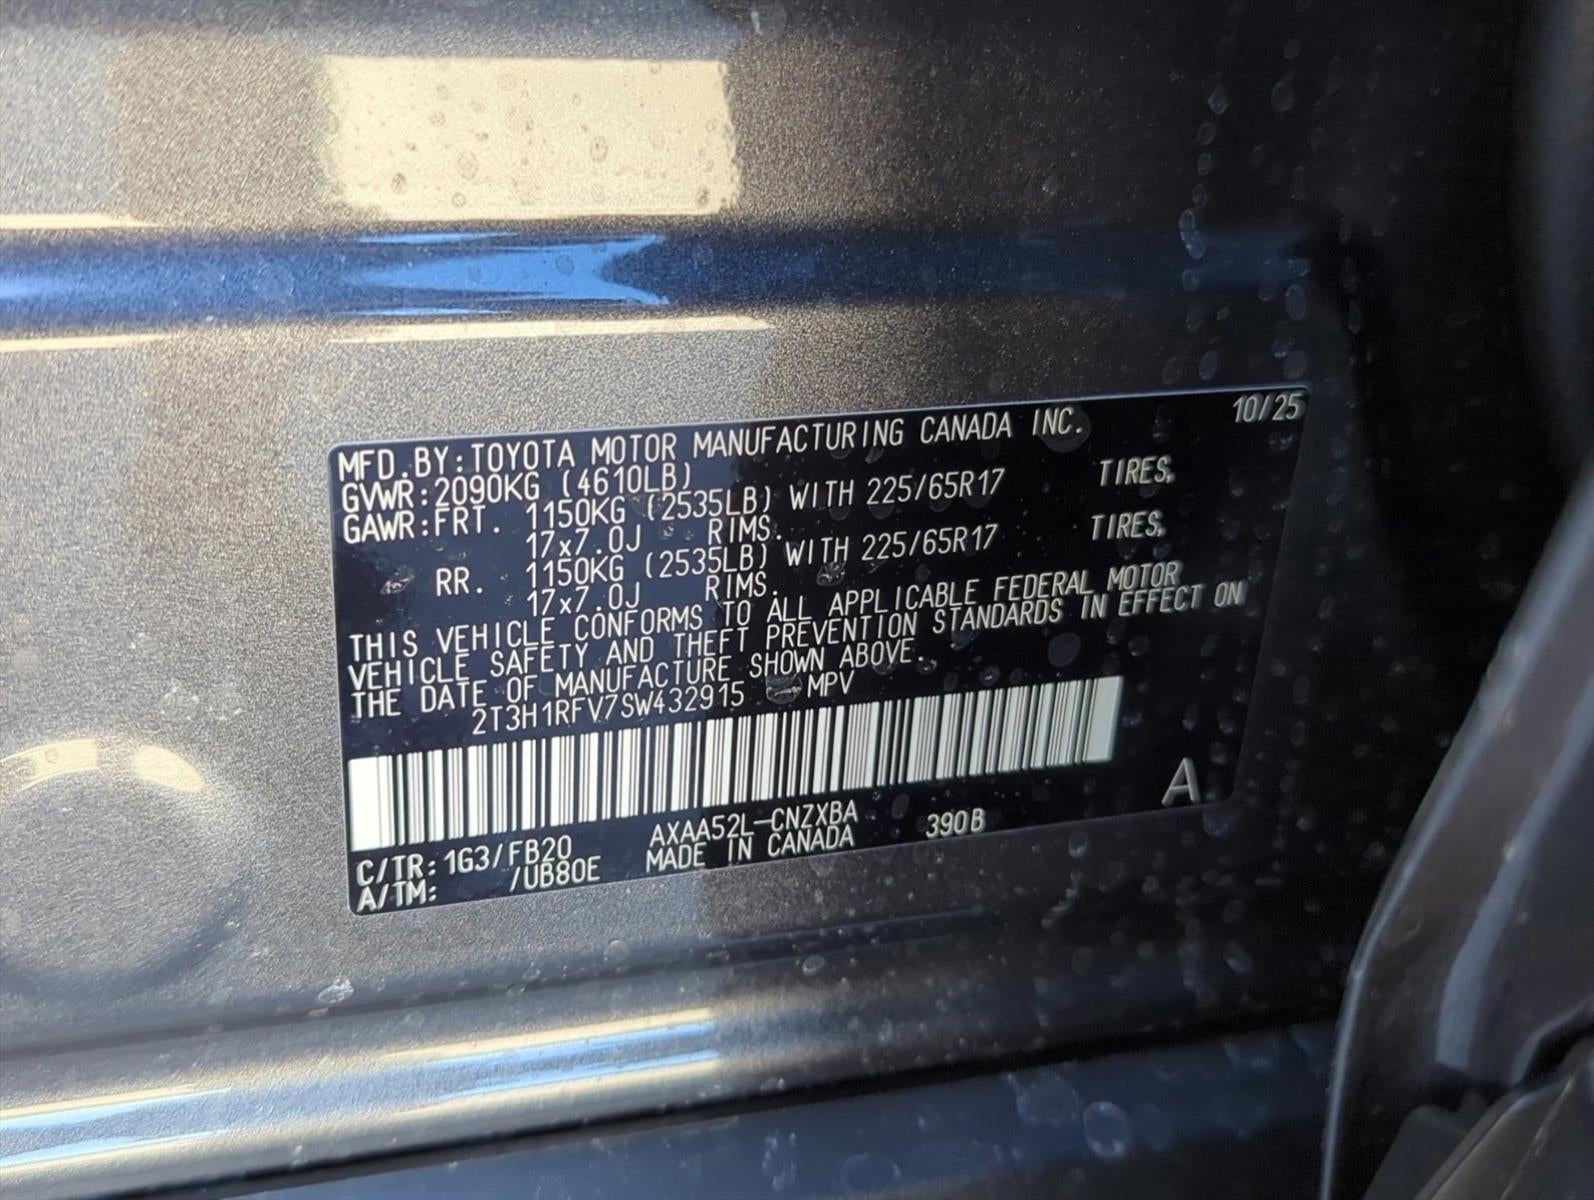 10/25
MFD.BY:TOYOTA MOTOR MANUFACTURING CANADA INC.
GVWR:2090KG (4610LB)
GAWR:FRT. 1150KG (2535LB) WITH 225/65R17 TIRES,
17x7.0J RIMS.
RR. 1150KG (2535LB) WITH 225/65R17 TIRES,
17x7.0J RIMS.
THIS VEHICLE CONFORMS TO ALL APPLICABLE FEDERAL MOTOR
VEHICLE SAFETY AND THEFT PREVENTION STANDARDS IN EFFECT ON
THE DATE OF MANUFACTURE SHOWN ABOVE.
2T3H1RFV7SW432915 MPV
A
C/TR:1G3/FB20 AXAA52L-CNZXBA 390B
A/TM: /UB80E MADE IN CANADA